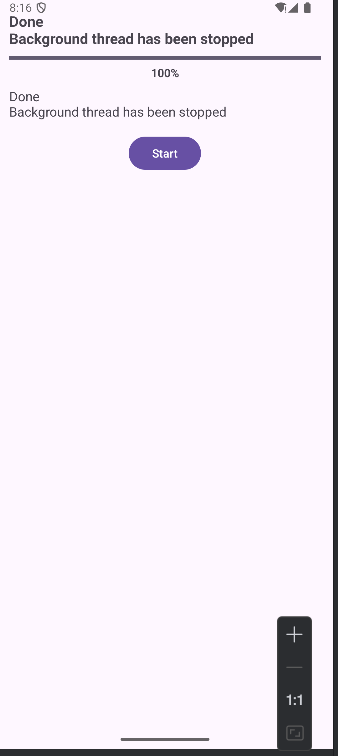 8:16
Done
Background thread has been stopped
100%
Done
Background thread has been stopped
Start
1:1